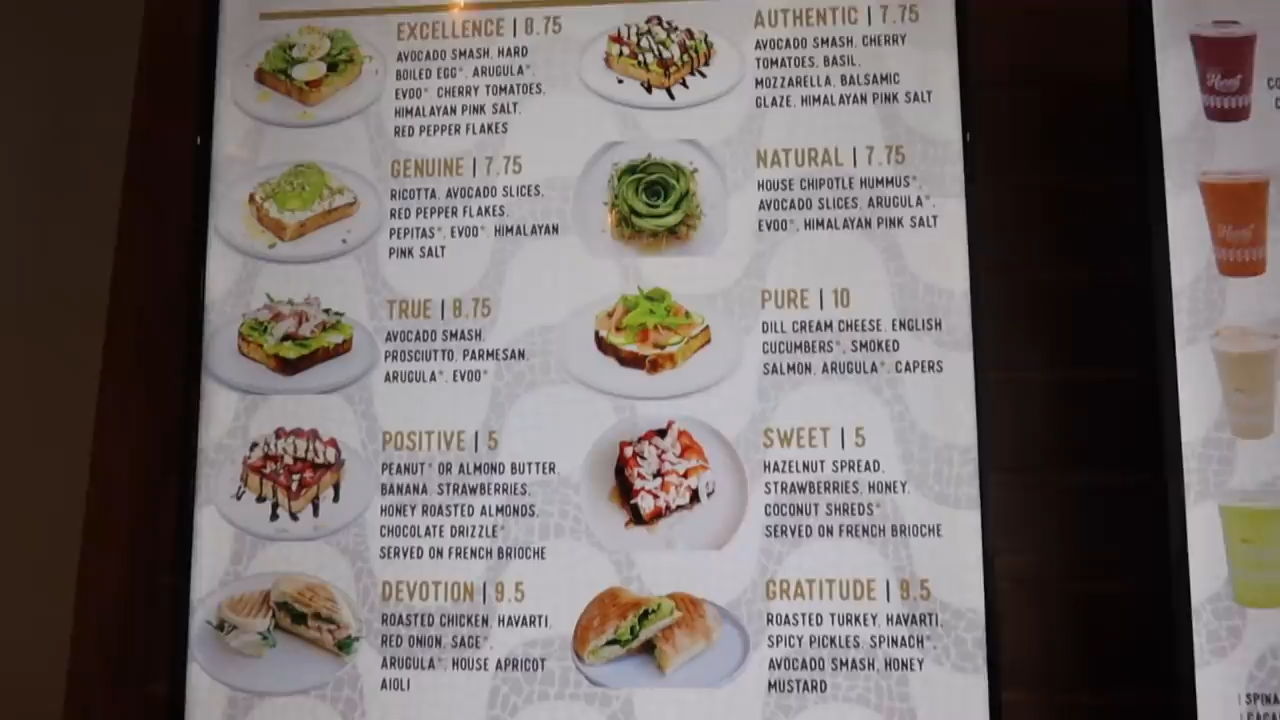 EXCELLENCE | 8.75
AVOCADO SMASH, HARD
BOILED EGG*, ARUGULA*,
EVOO*, CHERRY TOMATOES,
HIMALAYAN PINK SALT,
RED PEPPER FLAKES
AUTHENTIC | 7.75
AVOCADO SMASH, CHERRY
TOMATOES, BASIL,
MOZZARELLA, BALSAMIC
GLAZE, HIMALAYAN PINK SALT
GENUINE | 7.75
RICOTTA, AVOCADO SLICES,
RED PEPPER FLAKES,
PEPITAS*, EVOO*, HIMALAYAN
PINK SALT
NATURAL | 7.75
HOUSE CHIPOTLE HUMMUS*,
AVOCADO SLICES, ARUGULA*,
EVOO*, HIMALAYAN PINK SALT
TRUE | 8.75
AVOCADO SMASH,
PROSCIUTTO, PARMESAN,
ARUGULA*, EVOO*
PURE | 10
DILL CREAM CHEESE, ENGLISH
CUCUMBERS*, SMOKED
SALMON, ARUGULA*, CAPERS
POSITIVE | 5
PEANUT* OR ALMOND BUTTER,
BANANA, STRAWBERRIES,
HONEY ROASTED ALMONDS,
CHOCOLATE DRIZZLE*
SERVED ON FRENCH BRIOCHE
SWEET | 5
HAZELNUT SPREAD,
STRAWBERRIES, HONEY,
COCONUT SHREDS*
SERVED ON FRENCH BRIOCHE
DEVOTION | 9.5
ROASTED CHICKEN, HAVARTI,
RED ONION, SAGE*,
ARUGULA*, HOUSE APRICOT
AIOLI
GRATITUDE | 9.5
ROASTED TURKEY, HAVARTI,
SPICY PICKLES, SPINACH*,
AVOCADO SMASH, HONEY
MUSTARD